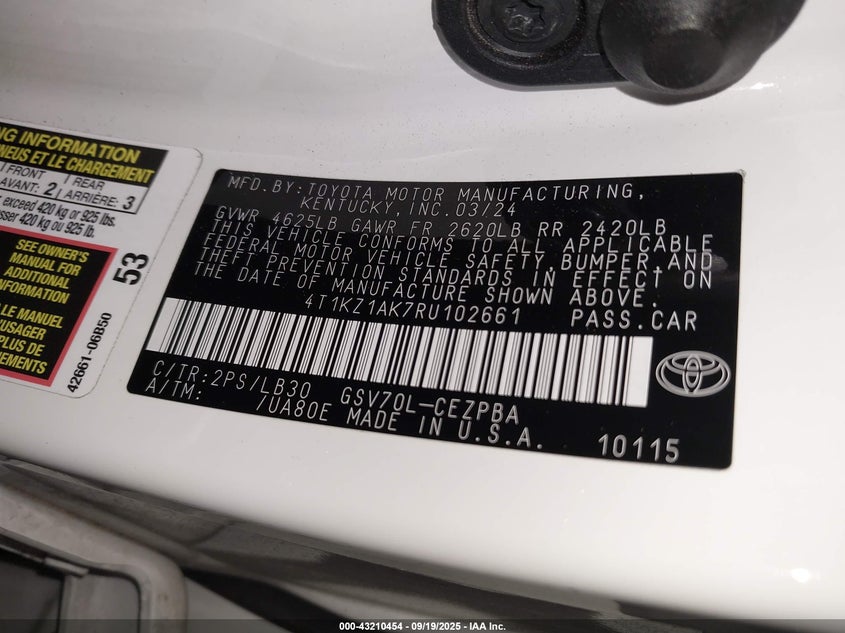 NG INFORMATION
PNEUS ET LE CHARGEMENT
FRONT
REAR
AVANT: 2
ARRIÈRE: 3
exceed 420 kg or 925 lbs.
420 kg ou 925 lb.
SEE OWNER'S
MANUAL FOR
ADDITIONAL
INFORMATION
LE MANUEL
USAGER
PLUS DE
53
42661-06B50
MFD.BY:TOYOTA MOTOR MANUFACTURING,
KENTUCKY,INC.03/24
GVWR 4625LB GAWR FR 2620LB RR 2420LB
THIS VEHICLE CONFORMS TO ALL APPLICABLE
FEDERAL MOTOR VEHICLE SAFETY,BUMPER,AND
THEFT PREVENTION STANDARDS IN EFFECT ON
THE DATE OF MANUFACTURE SHOWN ABOVE.
4T1KZ1AK7RU102661 PASS.CAR
C/TR:2PS/LB30 GSV70L-CEZPBA
A/TM: /UA80E MADE IN U.S.A. 10115
000-43210454 - 09/19/2025 - IAA Inc.